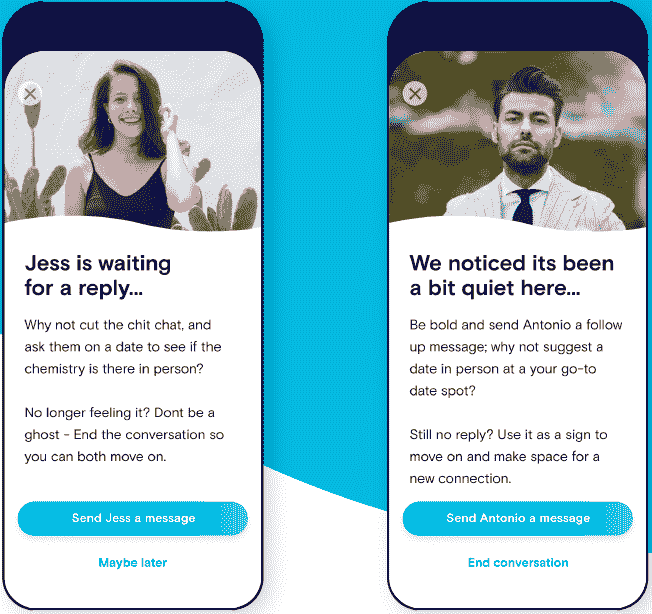 Jess is waiting
for a reply...
Why not cut the chit chat, and
ask them on a date to see if the
chemistry is there in person?
No longer feeling it? Dont be a
ghost - End the conversation so
you can both move on.
Send Jess a message
Maybe later
We noticed its been
a bit quiet here...
Be bold and send Antonio a follow
up message; why not suggest a
date in person at a your go-to
date spot?
Still no reply? Use it as a sign to
move on and make space for a
new connection.
Send Antonio a message
End conversation